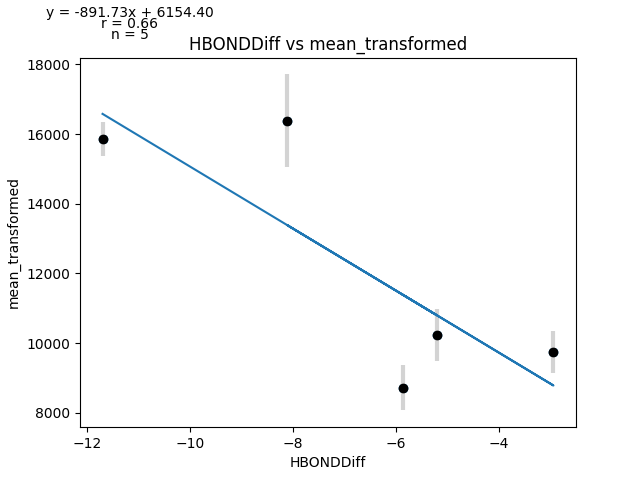 y = -891.73x + 6154.40
r = 0.66
n = 5
HBONDDiff vs mean_transformed
18000
16000
14000
12000
10000
8000
mean_transformed
−12
−10
−8
−6
−4
HBONDDiff